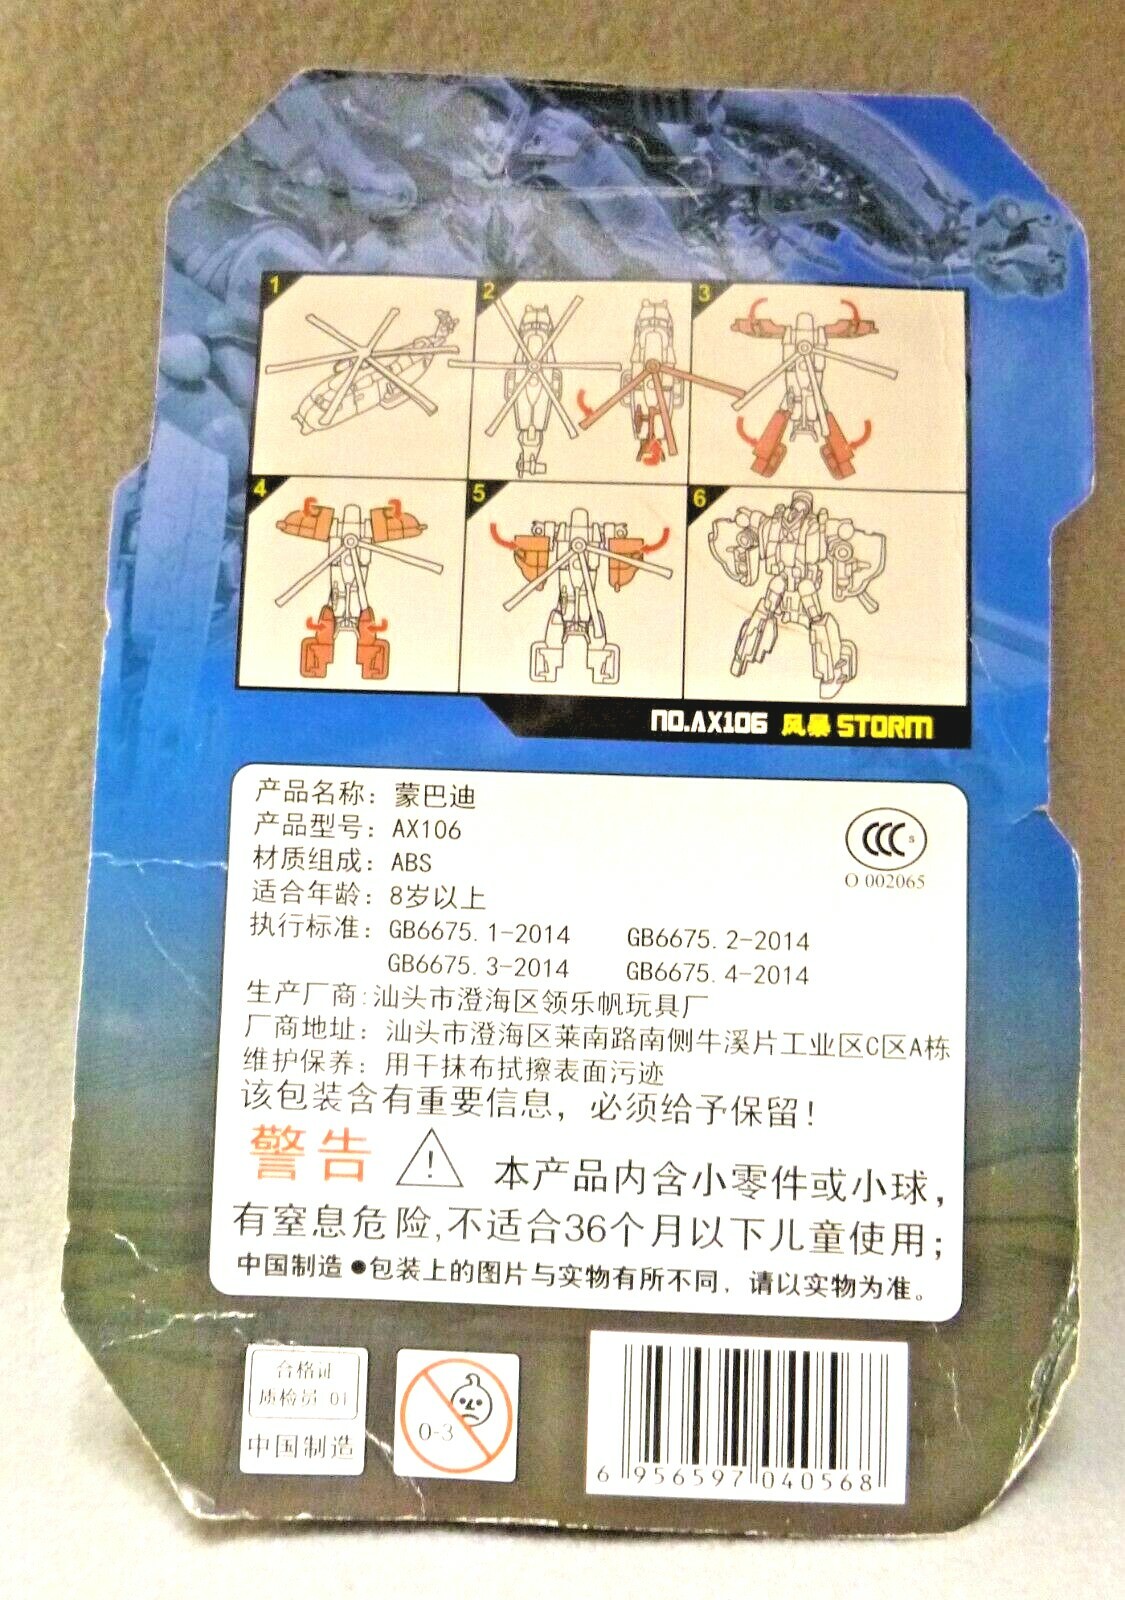 1
2
3
4
5
6
NO.AX106 风暴 STORM
产品名称：蒙巴迪
产品型号：AX106
材质组成：ABS
适合年龄：8岁以上
执行标准：GB6675.1-2014 GB6675.2-2014
GB6675.3-2014 GB6675.4-2014
CCC S
O 002065
生产厂商：汕头市澄海区领乐帆玩具厂
厂商地址：汕头市澄海区莱南路南侧牛溪片工业区C区A栋
维护保养：用干抹布拭擦表面污迹
该包装含有重要信息，必须给予保留！
警告 ! 本产品内含小零件或小球，
有窒息危险,不适合36个月以下儿童使用；
中国制造●包装上的图片与实物有所不同，请以实物为准。
合格证
质检员 01
中国制造
0-3
6 956597 040568